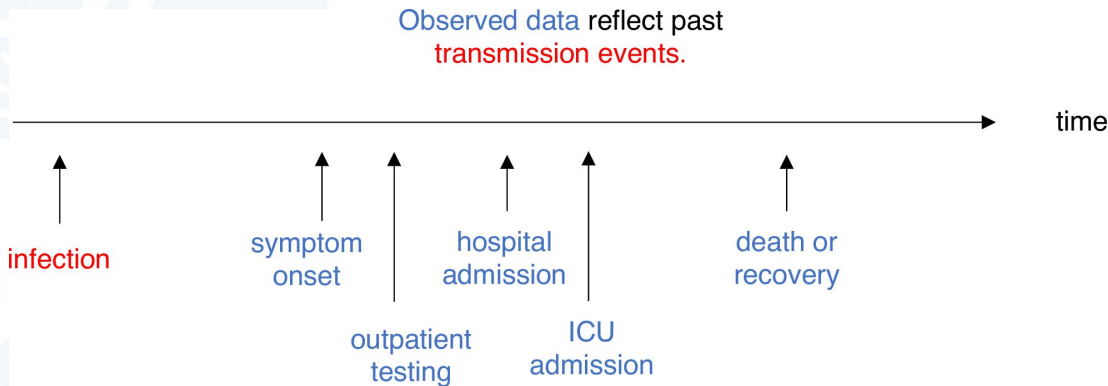 Observed data reflect past
transmission events.
time
infection
symptom
onset
outpatient
testing
hospital
admission
ICU
admission
death or
recovery